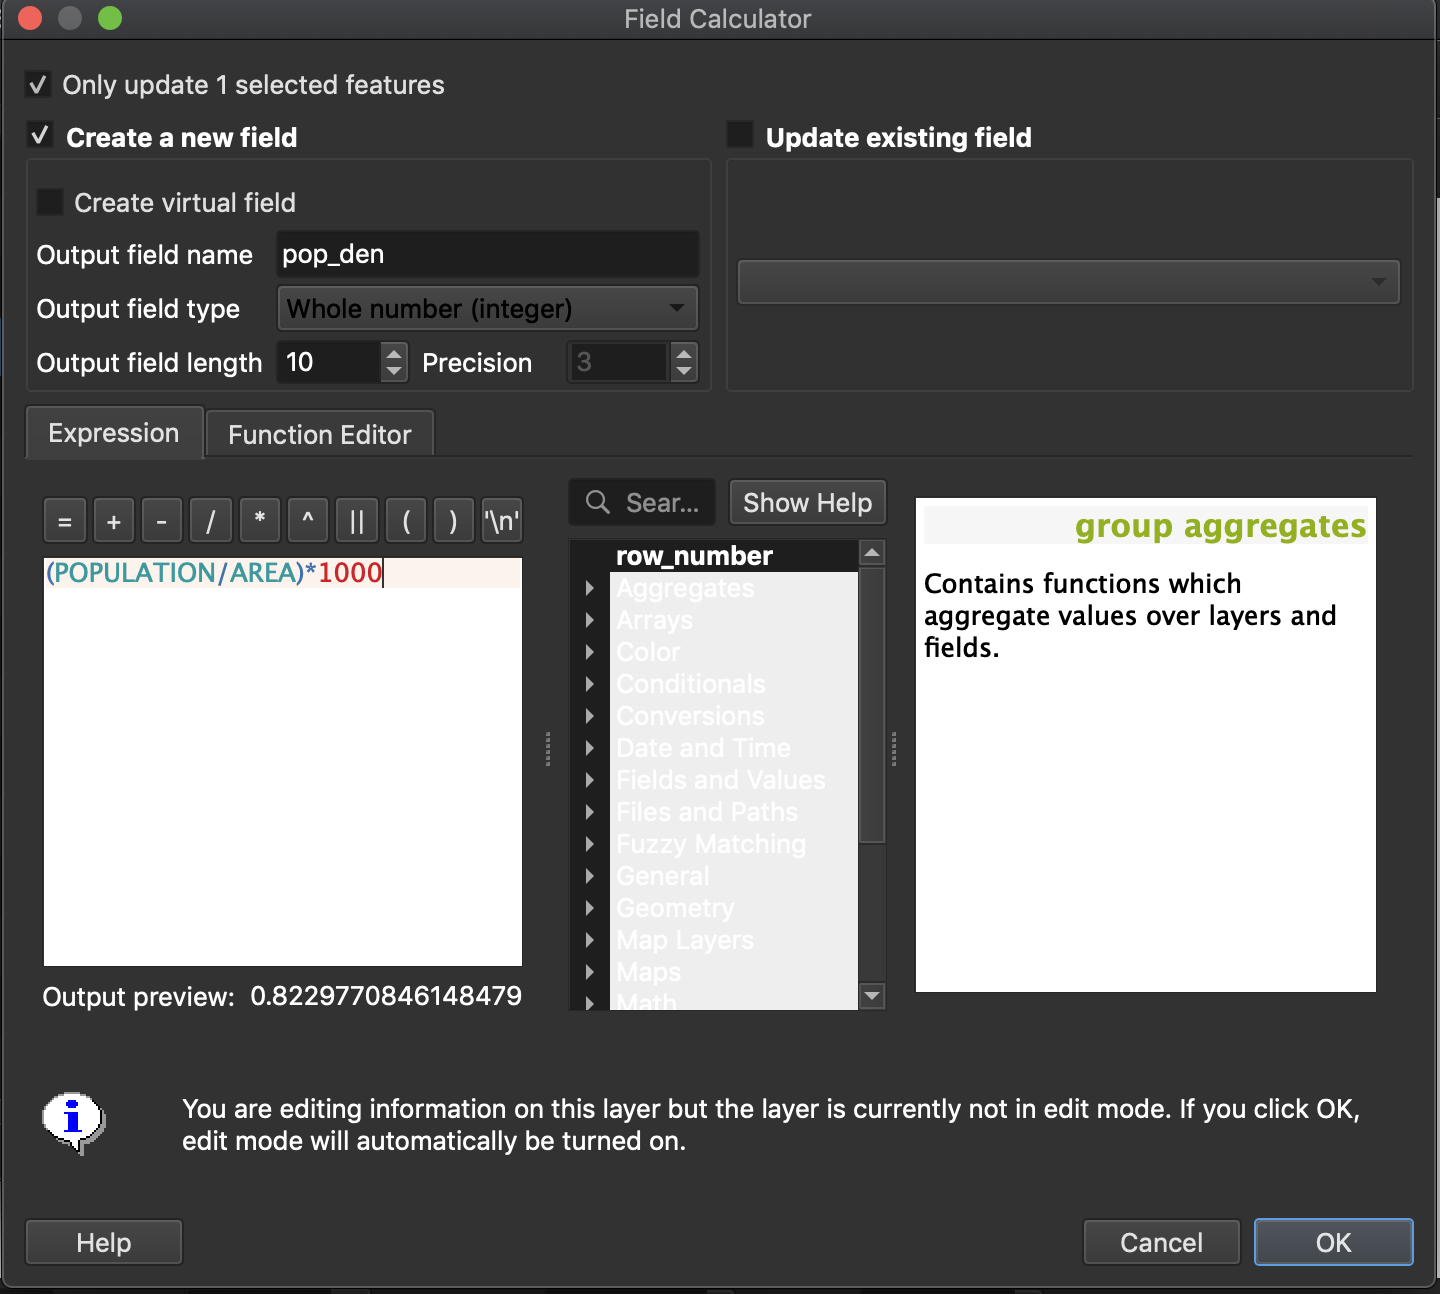 Field Calculator
Only update 1 selected features
Create a new field
Update existing field
Create virtual field
Output field name pop_den
Output field type Whole number (integer)
Output field length 10 Precision 3
Expression Function Editor
= + - / * ^ || ( ) '\n'
Sear... Show Help
(POPULATION/AREA)*1000
row_number
Aggregates
Arrays
Color
Conditionals
Conversions
Date and Time
Fields and Values
Files and Paths
Fuzzy Matching
General
Geometry
Map Layers
Maps
Math
group aggregates
Contains functions which
aggregate values over layers and
fields.
Output preview: 0.8229770846148479
You are editing information on this layer but the layer is currently not in edit mode. If you click OK,
edit mode will automatically be turned on.
Help Cancel OK